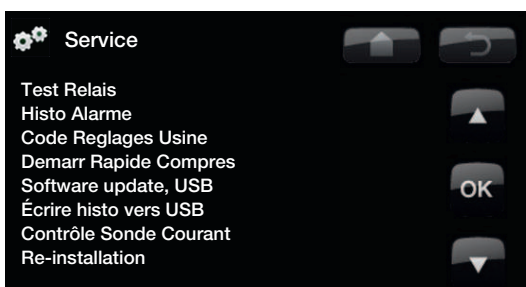 Service
Test Relais
Histo Alarme
Code Reglages Usine
Demarr Rapide Compres
Software update, USB
OK
Écrire histo vers USB
Contrôle Sonde Courant
Re-installation